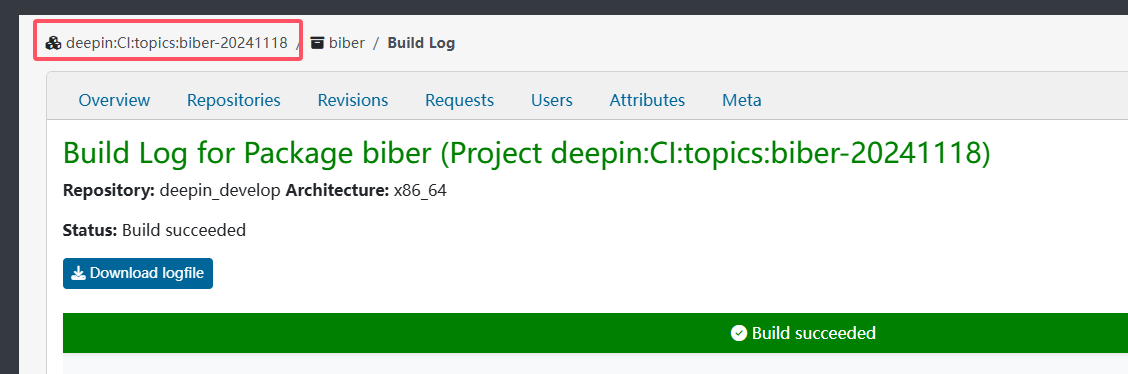 deepin:CI:topics:biber-20241118 / biber / Build Log
Overview Repositories Revisions Requests Users Attributes Meta
Build Log for Package biber (Project deepin:CI:topics:biber-20241118)
Repository: deepin_develop Architecture: x86_64
Status: Build succeeded
Download logfile
Build succeeded